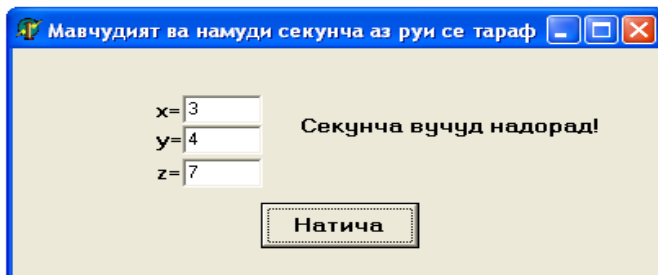 Мавчудият ва намуди секунча аз руи се тараф
x= 3
Секунча вучуд надорад!
y= 4
z= 7
Натича